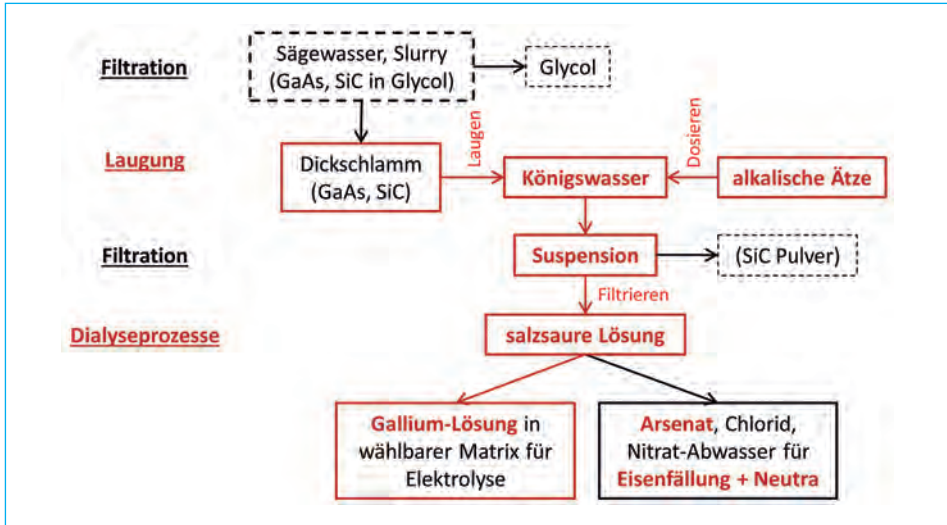 Filtration
Sägewasser, Slurry
(GaAs, SiC in Glycol)
Glycol
Laugung
Dickschlamm
(GaAs, SiC)
Laugen
Königswasser
Dosieren
alkalische Ätze
Filtration
Suspension
(SiC Pulver)
Filtrieren
Dialyseprozesse
salzsaure Lösung
Gallium-Lösung in
wählbarer Matrix für
Elektrolyse
Arsenat, Chlorid,
Nitrat-Abwasser für
Eisenfällung + Neutra